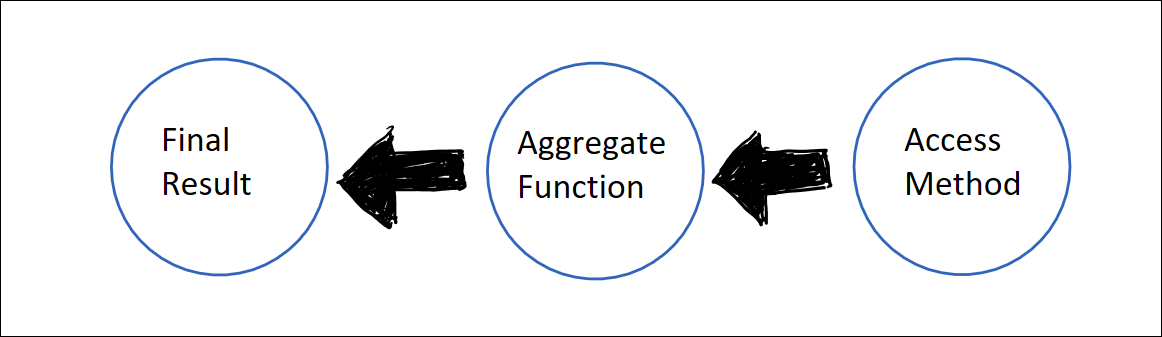 Final
Result
Aggregate
Function
Access
Method